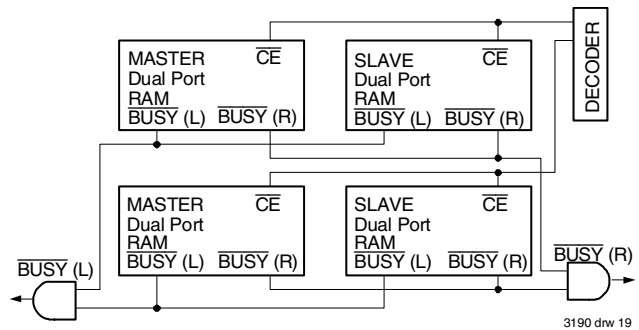 MASTER
Dual Port
RAM
CE
BUSY (L) BUSY (R)
SLAVE
Dual Port
RAM
CE
BUSY (L) BUSY (R)
DECODER
MASTER
Dual Port
RAM
CE
BUSY (L) BUSY (R)
SLAVE
Dual Port
RAM
CE
BUSY (L) BUSY (R)
BUSY (L)
BUSY (R)
3190 drw 19